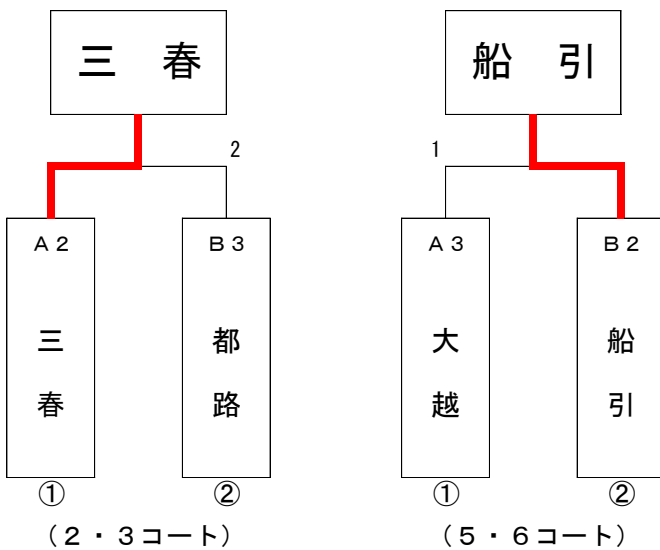 三　春
船　引
2
1
Ａ２
Ｂ３
Ａ３
Ｂ２
三春
都路
大越
船引
①
②
①
②
（２・３コート）
（５・６コート）